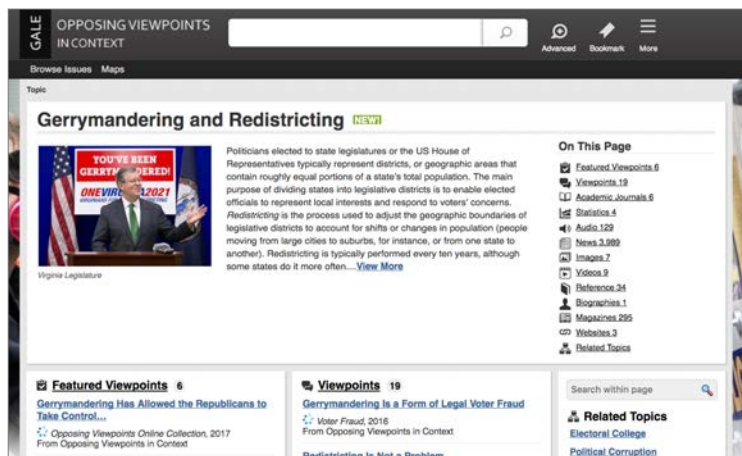 GALE
OPPOSING VIEWPOINTS
IN CONTEXT
Advanced
Bookmark
More
Browse Issues Maps
Topic
Gerrymandering and Redistricting NEW!
YOU'VE BEEN
GERRYMANDERED!
ONEVIRGINIA2021
VIRGINIANS FOR
Virginia Legislature
Politicians elected to state legislatures or the US House of
Representatives typically represent districts, or geographic areas that
contain roughly equal portions of a state's total population. The main
purpose of dividing states into legislative districts is to enable elected
officials to represent local interests and respond to voters' concerns.
Redistricting is the process used to adjust the geographic boundaries of
legislative districts to account for shifts or changes in population (people
moving from large cities to suburbs, for instance, or from one state to
another). Redistricting is typically performed every ten years, although
some states do it more often....View More
On This Page
Featured Viewpoints 6
Viewpoints 19
Academic Journals 6
Statistics 4
Audio 129
News 3,989
Images 7
Videos 9
Reference 34
Biographies 1
Magazines 295
Websites 3
Related Topics
Featured Viewpoints 6
Gerrymandering Has Allowed the Republicans to
Take Control...
Opposing Viewpoints Online Collection, 2017
From Opposing Viewpoints in Context
Viewpoints 19
Gerrymandering Is a Form of Legal Voter Fraud
Voter Fraud, 2016
From Opposing Viewpoints in Context
Redistricting Is Not a Problem
Search within page
Related Topics
Electoral College
Political Corruption